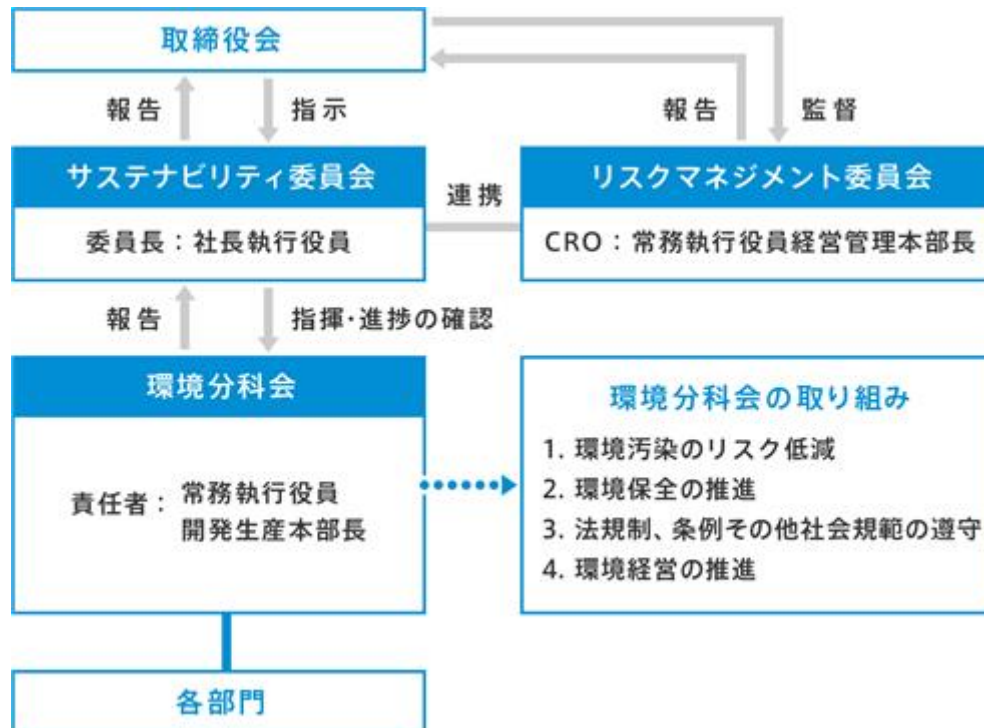 取締役会
報告
指示
報告
監督
サステナビリティ委員会
委員長：社長執行役員
連携
リスクマネジメント委員会
CRO：常務執行役員経営管理本部長
報告
指揮・進捗の確認
環境分科会
責任者：常務執行役員
開発生産本部長
環境分科会の取り組み
1. 環境汚染のリスク低減
2. 環境保全の推進
3. 法規制、条例その他社会規範の遵守
4. 環境経営の推進
各部門